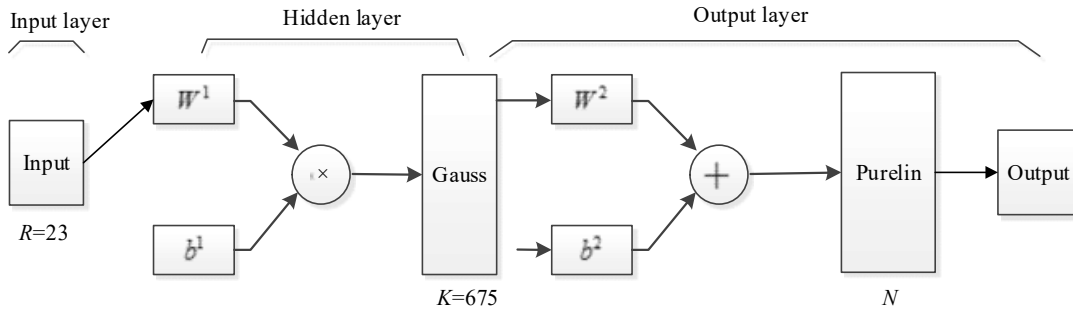 Input layer
Hidden layer
Output layer
Input
R=23
W¹
b¹
×
Gauss
K=675
W²
b²
+
Purelin
N
Output